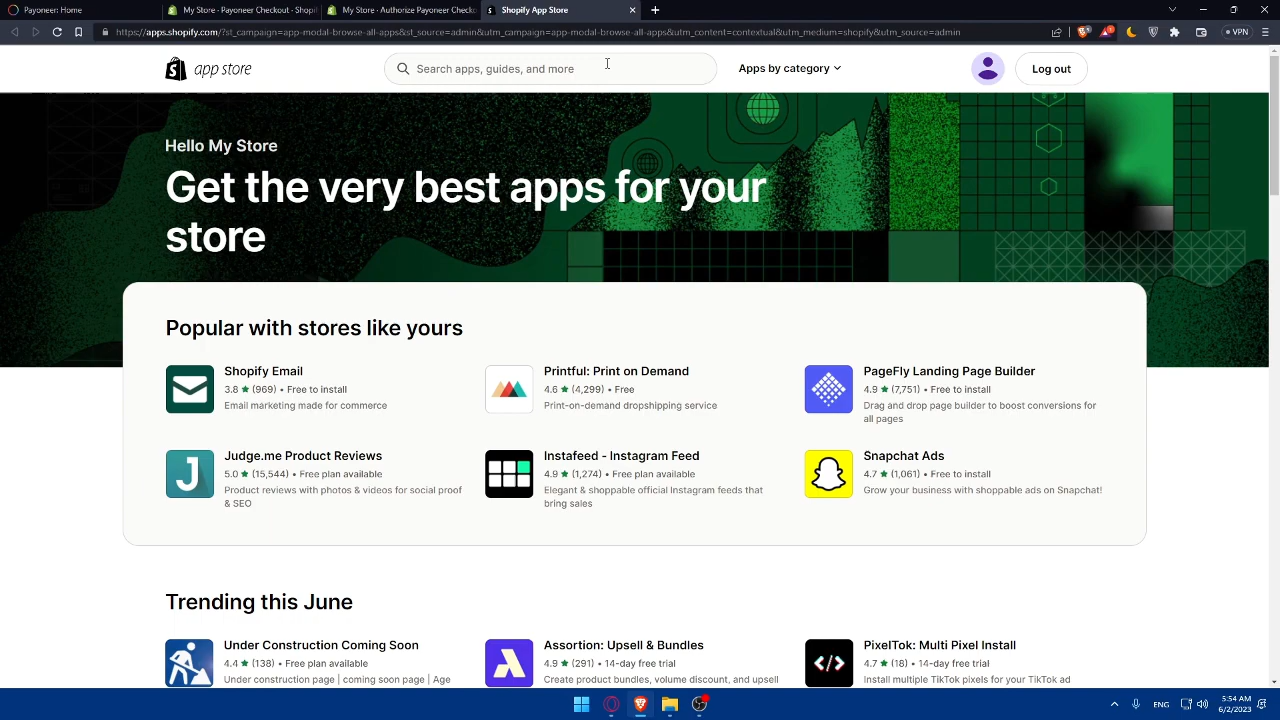 Payoneer: Home
My Store - Payoneer Checkout - Shopif
My Store - Authorize Payoneer Checko
Shopify App Store
https://apps.shopify.com/?st_campaign=app-modal-browse-all-apps&st_source=admin&utm_campaign=app-modal-browse-all-apps&utm_content=contextual&utm_medium=shopify&utm_source=admin
VPN
app store
Search apps, guides, and more
Apps by category
Log out
Hello My Store
Get the very best apps for your
store
Popular with stores like yours
Shopify Email
3.8 ★ (969) • Free to install
Email marketing made for commerce
Printful: Print on Demand
4.6 ★ (4,299) • Free
Print-on-demand dropshipping service
PageFly Landing Page Builder
4.9 ★ (7,751) • Free to install
Drag and drop page builder to boost conversions for
all pages
Judge.me Product Reviews
5.0 ★ (15,544) • Free plan available
Product reviews with photos & videos for social proof
& SEO
Instafeed - Instagram Feed
4.9 ★ (1,274) • Free plan available
Elegant & shoppable official Instagram feeds that
bring sales
Snapchat Ads
4.7 ★ (1,061) • Free to install
Grow your business with shoppable ads on Snapchat!
Trending this June
Under Construction Coming Soon
4.4 ★ (138) • Free plan available
Under construction page | coming soon page | Age
Assortion: Upsell & Bundles
4.9 ★ (291) • 14-day free trial
Create product bundles, volume discount, and upsell
PixelTok: Multi Pixel Install
4.7 ★ (18) • 14-day free trial
Install multiple TikTok pixels for your TikTok ad
ENG
5:54 AM
6/2/2023